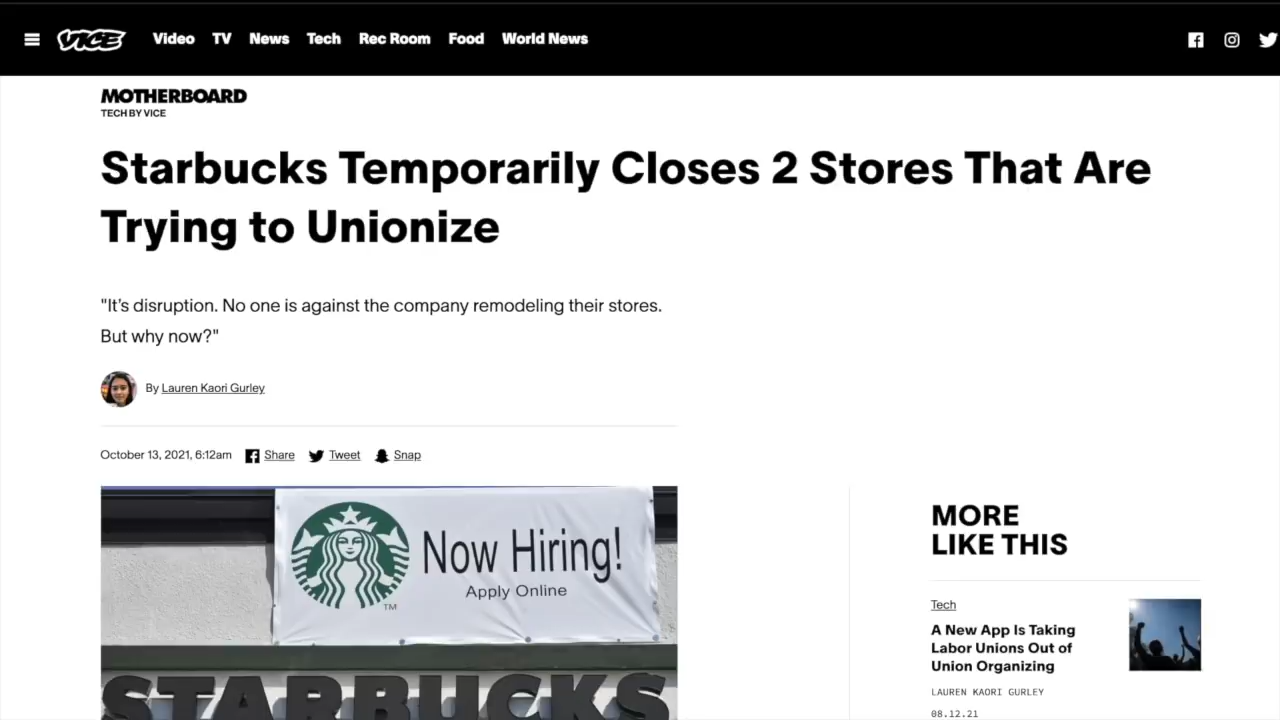 VICE
Video TV News Tech Rec Room Food World News
MOTHERBOARD
TECH BY VICE
Starbucks Temporarily Closes 2 Stores That Are
Trying to Unionize
"It's disruption. No one is against the company remodeling their stores.
But why now?"
By Lauren Kaori Gurley
October 13, 2021, 6:12am Share Tweet Snap
Now Hiring!
Apply Online
TM
STARBUCKS
MORE
LIKE THIS
Tech
A New App Is Taking
Labor Unions Out of
Union Organizing
LAUREN KAORI GURLEY
08.12.21